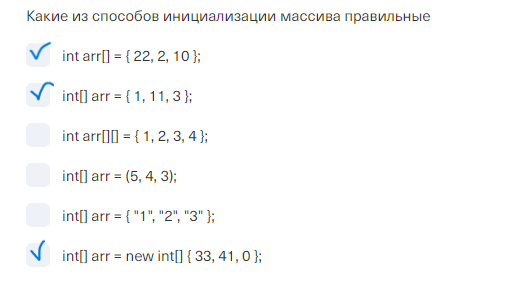 Какие из способов инициализации массива правильные
int arr[] = { 22, 2, 10 };
int[] arr = { 1, 11, 3 };
int arr[][] = { 1, 2, 3, 4 };
int[] arr = (5, 4, 3);
int[] arr = { "1", "2", "3" };
int[] arr = new int[] { 33, 41, 0 };